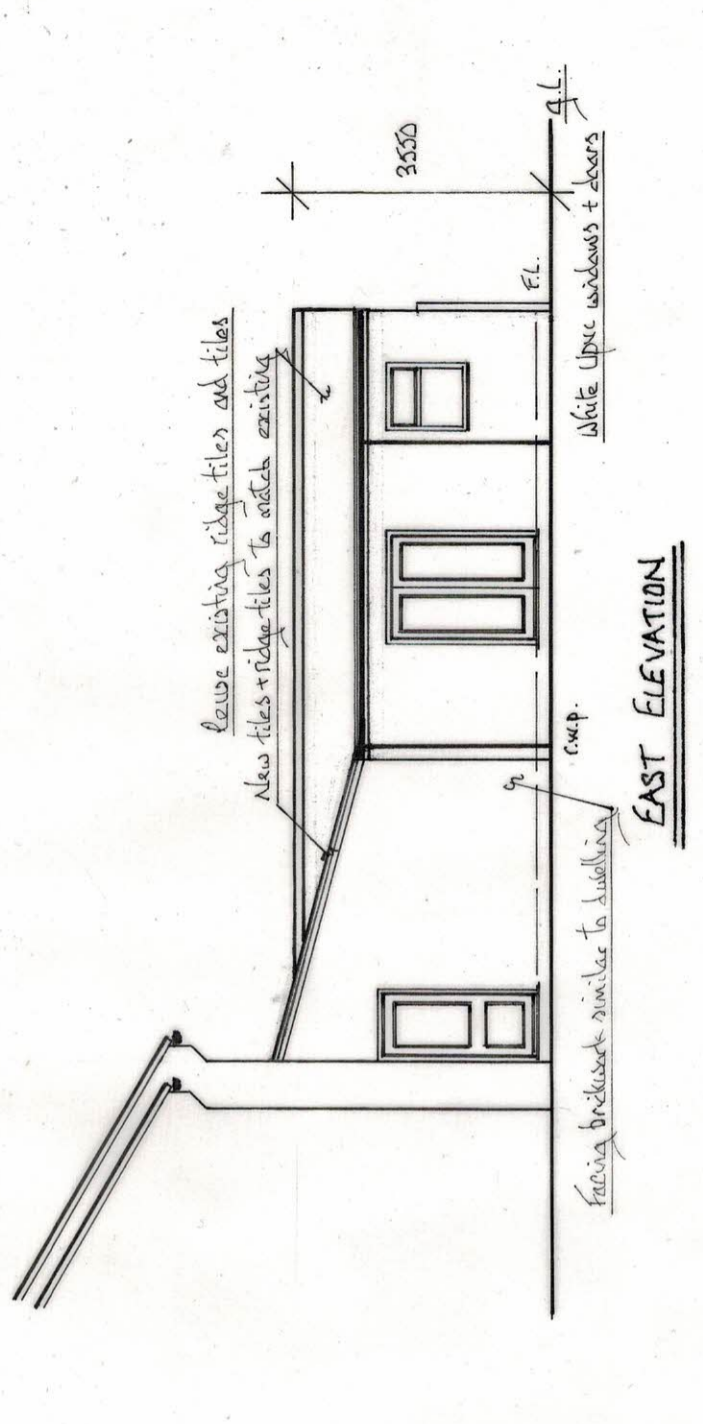 Reuse existing ridge tiles and tiles
New tiles + ridge tiles to match existing
3550
F.L.
G.L.
r.w.p.
White Upvc windows + doors
Facing brickwork similar to dwelling
EAST ELEVATION